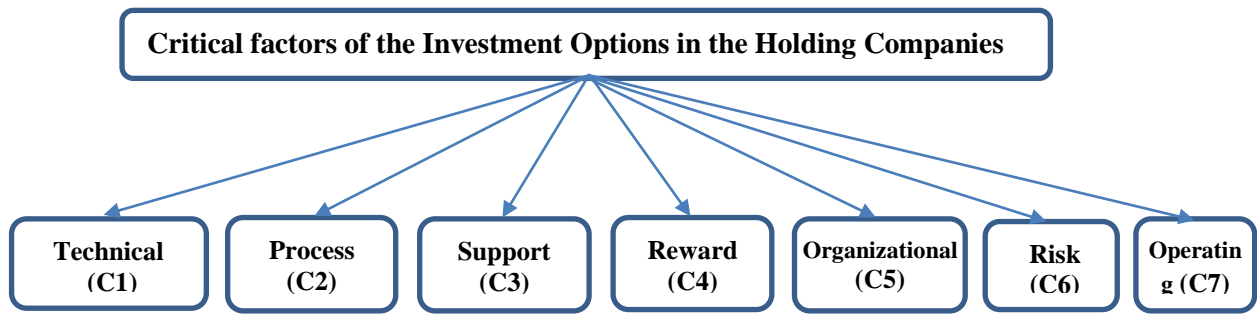 Critical factors of the Investment Options in the Holding Companies
Technical
(C1)
Process
(C2)
Support
(C3)
Reward
(C4)
Organizational
(C5)
Risk
(C6)
Operatin
g (C7)